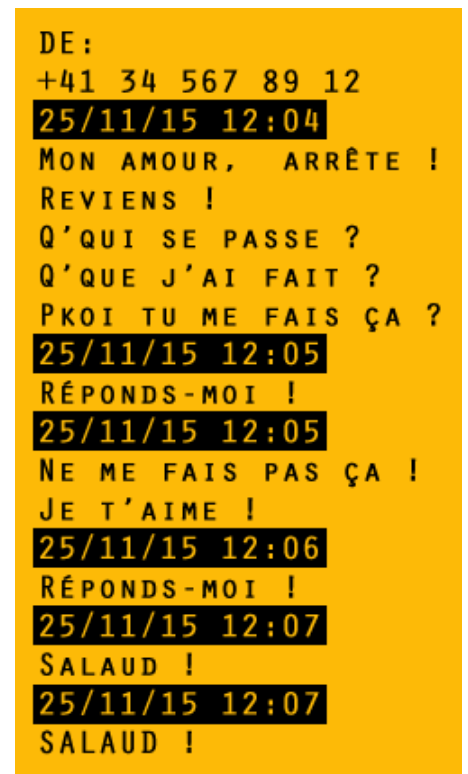 DE:
+41 34 567 89 12
25/11/15 12:04
Mon amour, arrête !
Reviens !
Q'qui se passe ?
Q'que j'ai fait ?
Pkoi tu me fais ça ?
25/11/15 12:05
Réponds-moi !
25/11/15 12:05
Ne me fais pas ça !
Je t'aime !
25/11/15 12:06
Réponds-moi !
25/11/15 12:07
Salaud !
25/11/15 12:07
SALAUD !